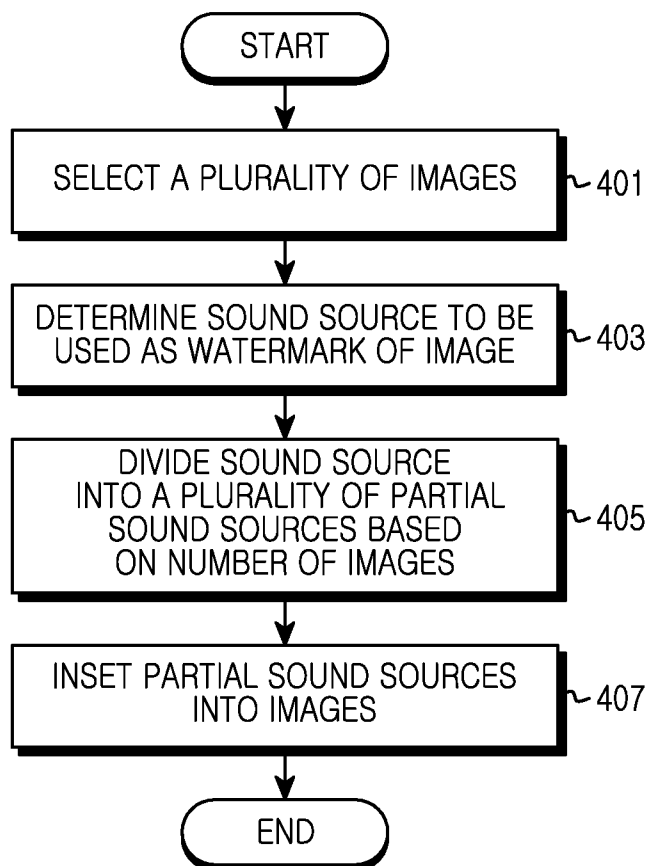 START
SELECT A PLURALITY OF IMAGES
401
DETERMINE SOUND SOURCE TO BE
USED AS WATERMARK OF IMAGE
403
DIVIDE SOUND SOURCE
INTO A PLURALITY OF PARTIAL
SOUND SOURCES BASED
ON NUMBER OF IMAGES
405
INSET PARTIAL SOUND SOURCES
INTO IMAGES
407
END